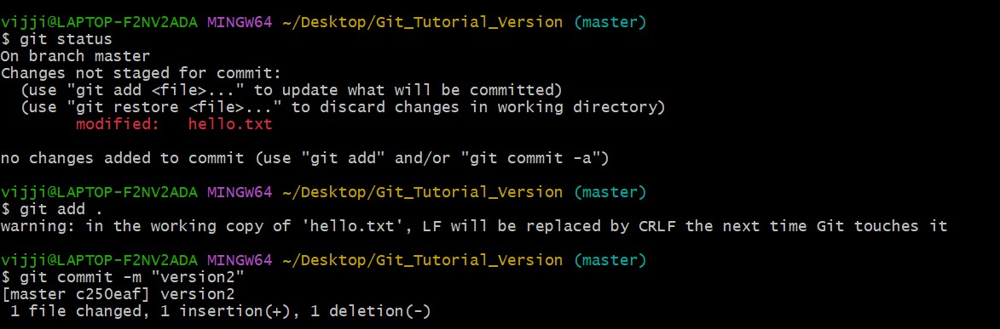 vijji@LAPTOP-F2NV2ADA MINGW64 ~/Desktop/Git_Tutorial_Version (master)
$ git status
On branch master
Changes not staged for commit:
  (use "git add <file>..." to update what will be committed)
  (use "git restore <file>..." to discard changes in working directory)
        modified:   hello.txt

no changes added to commit (use "git add" and/or "git commit -a")

vijji@LAPTOP-F2NV2ADA MINGW64 ~/Desktop/Git_Tutorial_Version (master)
$ git add .
warning: in the working copy of 'hello.txt', LF will be replaced by CRLF the next time Git touches it

vijji@LAPTOP-F2NV2ADA MINGW64 ~/Desktop/Git_Tutorial_Version (master)
$ git commit -m "version2"
[master c250eaf] version2
 1 file changed, 1 insertion(+), 1 deletion(-)